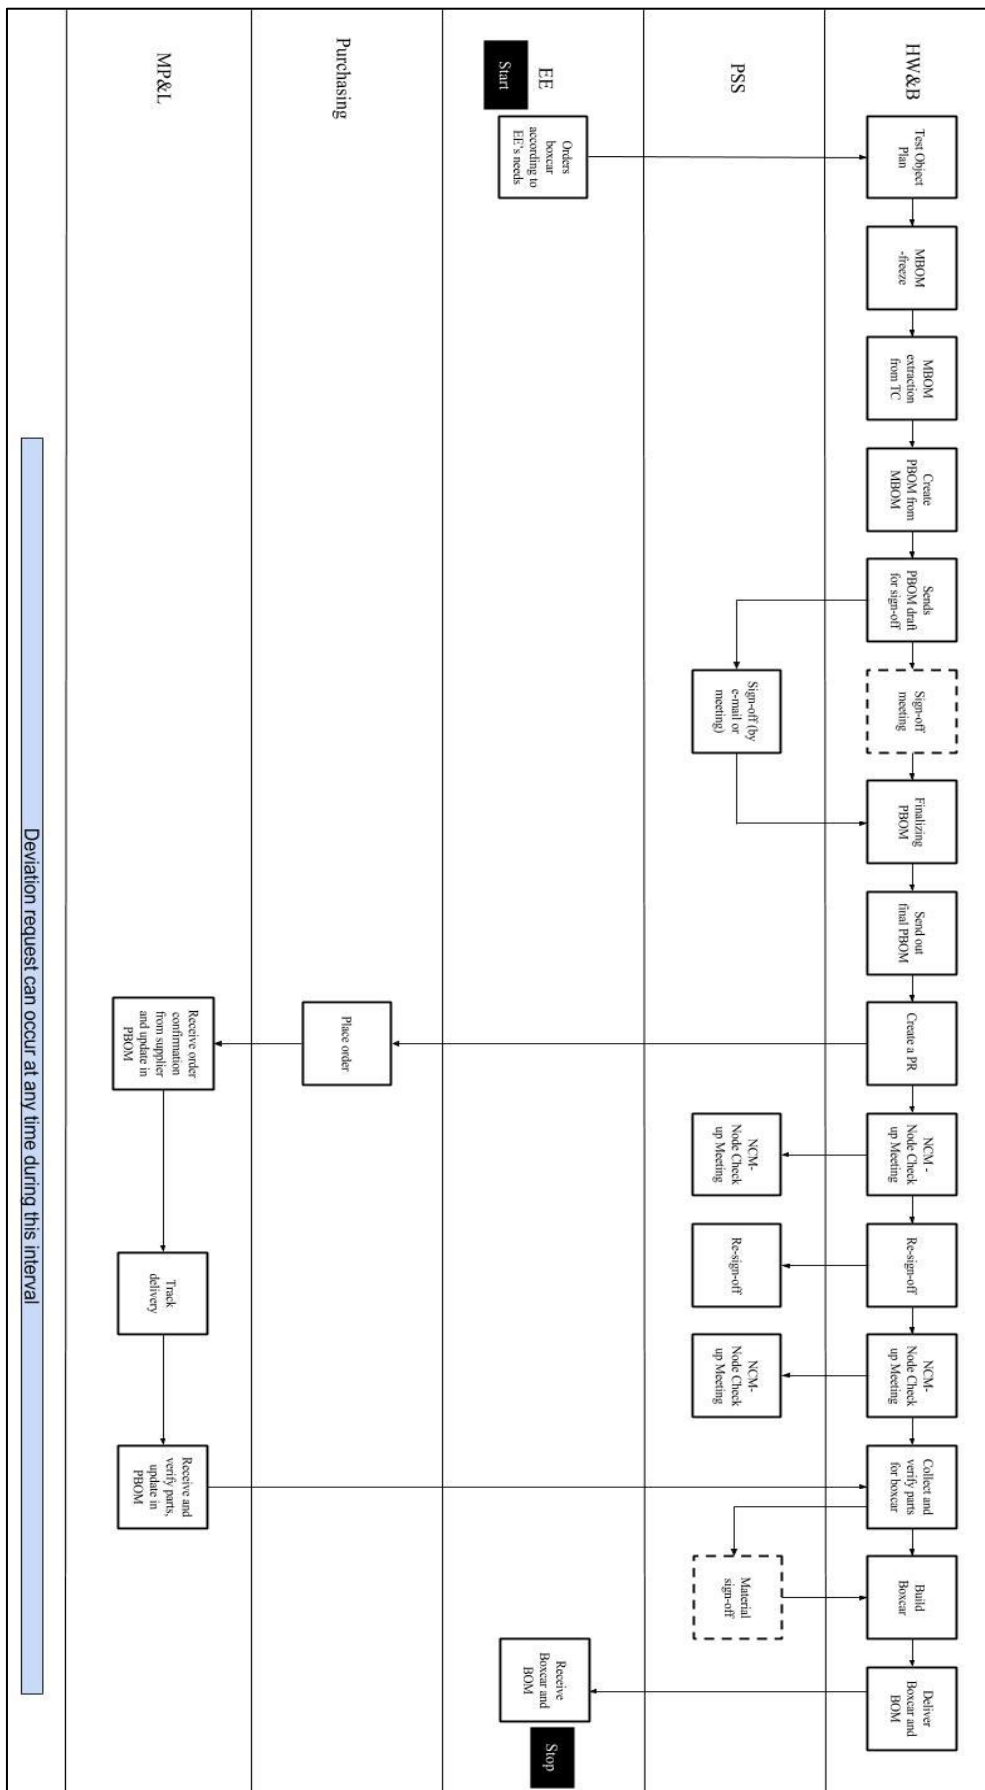 HW&B
Test Object
Plan
MBOM
-freeze
MBOM
extraction
from TC
Create
PBOM from
MBOM
Sends
PBOM draft
for sign-off
Sign-off
meeting
Finalizing
PBOM
Send out
final PBOM
Create a PR
NCM -
Node Check
up Meeting
Re-sign-off
NCM-
Node Check
up Meeting
Collect and
verify parts
for boxcar
Build
Boxcar
Deliver
Boxcar and
BOM
PSS
Sign-off (by
e-mail or
meeting)
NCM-
Node Check
up Meeting
Re-sign-off
NCM-
Node Check
up Meeting
Material
sign-off
EE
Start
Orders
boxcar
according to
EE's needs
Receive
Boxcar and
BOM
Stop
Purchasing
Place order
MP&L
Receive order
confirmation
from supplier
and update in
PBOM
Track
delivery
Receive and
verify parts,
update in
PBOM
Deviation request can occur at any time during this interval